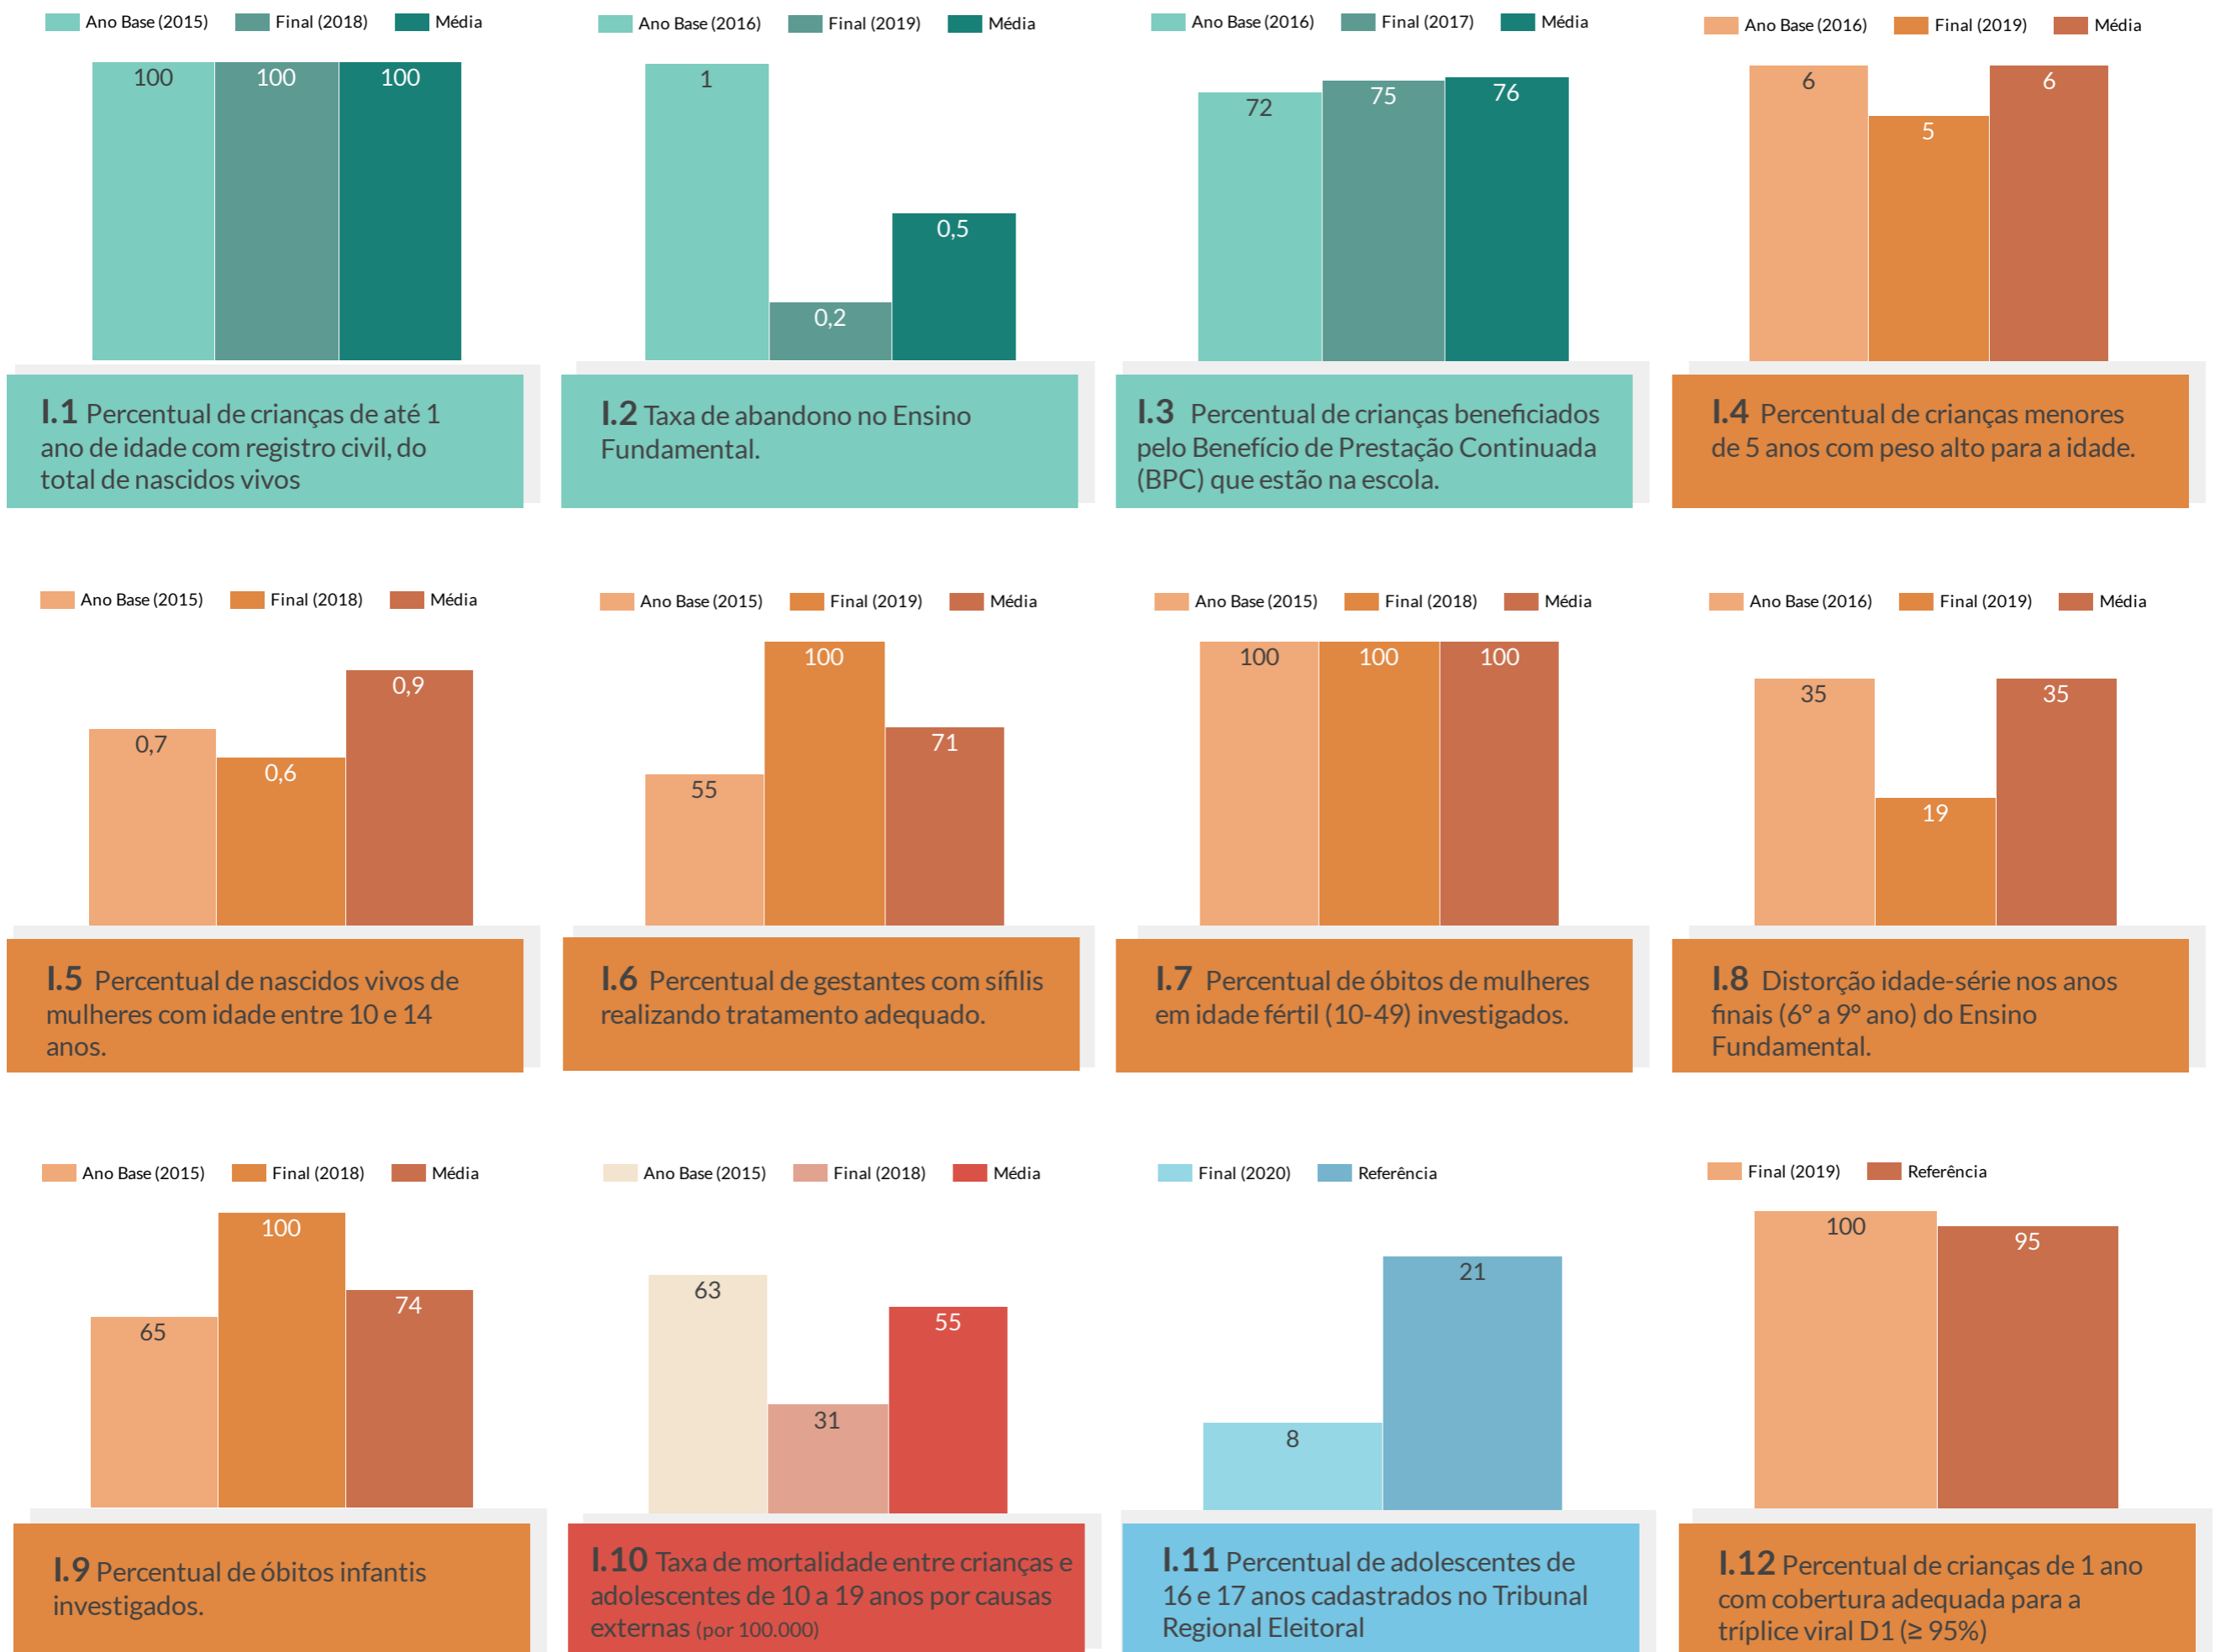 Ano Base (2015) Final (2018) Média
100 100 100
I.1 Percentual de crianças de até 1
ano de idade com registro civil, do
total de nascidos vivos
Ano Base (2016) Final (2019) Média
1 0,2 0,5
I.2 Taxa de abandono no Ensino
Fundamental.
Ano Base (2016) Final (2017) Média
72 75 76
I.3 Percentual de crianças beneficiados
pelo Benefício de Prestação Continuada
(BPC) que estão na escola.
Ano Base (2016) Final (2019) Média
6 5 6
I.4 Percentual de crianças menores
de 5 anos com peso alto para a idade.
Ano Base (2015) Final (2018) Média
0,7 0,6 0,9
I.5 Percentual de nascidos vivos de
mulheres com idade entre 10 e 14
anos.
Ano Base (2015) Final (2019) Média
55 100 71
I.6 Percentual de gestantes com sífilis
realizando tratamento adequado.
Ano Base (2015) Final (2018) Média
100 100 100
I.7 Percentual de óbitos de mulheres
em idade fértil (10-49) investigados.
Ano Base (2016) Final (2019) Média
35 19 35
I.8 Distorção idade-série nos anos
finais (6° a 9° ano) do Ensino
Fundamental.
Ano Base (2015) Final (2018) Média
65 100 74
I.9 Percentual de óbitos infantis
investigados.
Ano Base (2015) Final (2018) Média
63 31 55
I.10 Taxa de mortalidade entre crianças e
adolescentes de 10 a 19 anos por causas
externas (por 100.000)
Final (2020) Referência
8 21
I.11 Percentual de adolescentes de
16 e 17 anos cadastrados no Tribunal
Regional Eleitoral
Final (2019) Referência
100 95
I.12 Percentual de crianças de 1 ano
com cobertura adequada para a
tríplice viral D1 (≥ 95%)